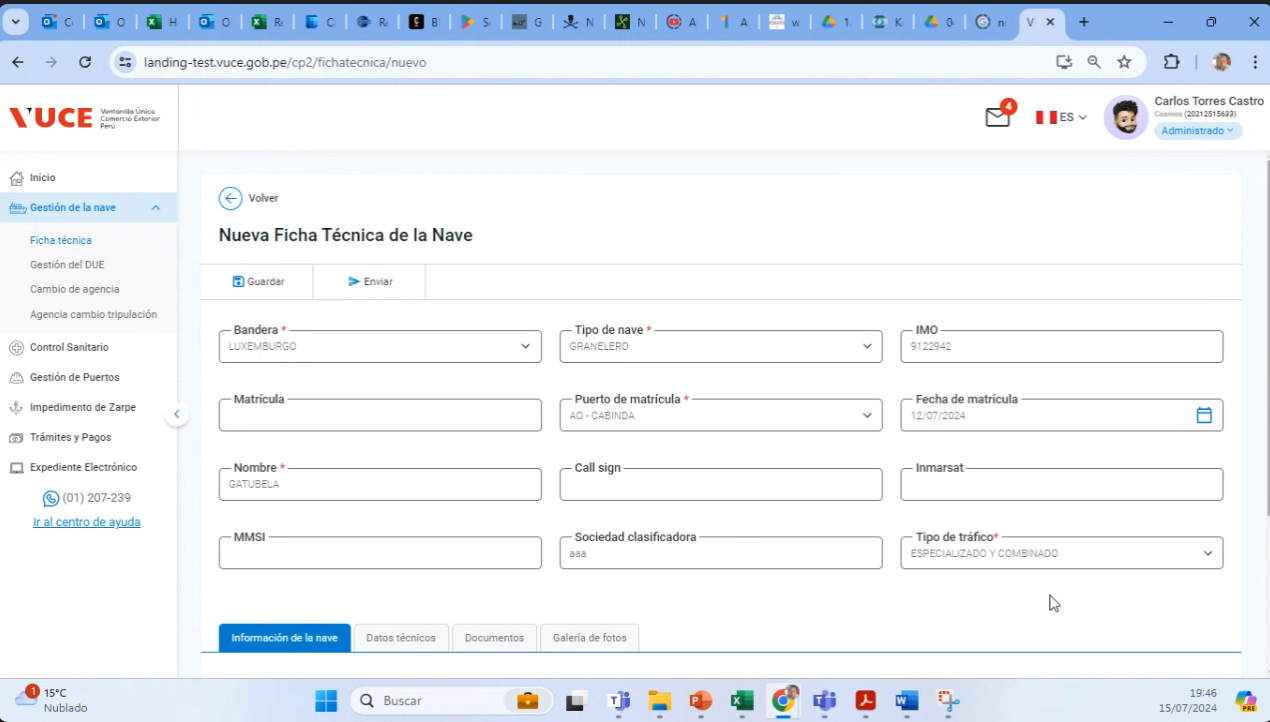 landing-test.vuce.gob.pe/cp2/fichatecnica/nuevo
VUCE
Ventanilla Única
Comercio Exterior
Perú
4
ES
Carlos Torres Castro
Cosmos (20212515633)
Administrado
Inicio
Gestión de la nave
Ficha técnica
Gestión del DUE
Cambio de agencia
Agencia cambio tripulación
Control Sanitario
Gestión de Puertos
Impedimento de Zarpe
Trámites y Pagos
Expediente Electrónico
(01) 207-239
Ir al centro de ayuda
Volver
Nueva Ficha Técnica de la Nave
Guardar
Enviar
Bandera * Tipo de nave * IMO
LUXEMBURGO GRANELERO 9122942
Matrícula Puerto de matrícula * Fecha de matrícula
AO - CABINDA 12/07/2024
Nombre * Call sign Inmarsat
GATUBELA
MMSI Sociedad clasificadora Tipo de tráfico*
aaa ESPECIALIZADO Y COMBINADO
Información de la nave Datos técnicos Documentos Galería de fotos
1
15°C
Nublado
Buscar
19:46
15/07/2024
PRE